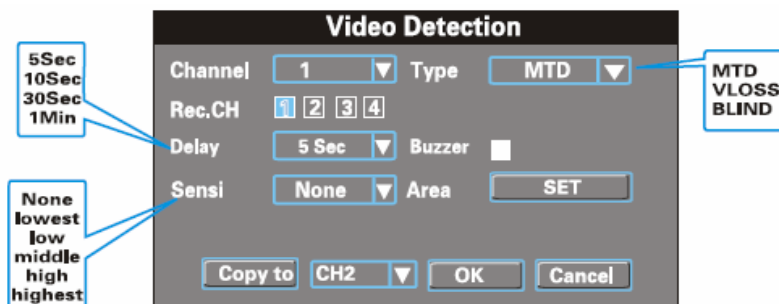 Video Detection
Channel 1 Type MTD
Rec.CH 1 2 3 4
Delay 5 Sec Buzzer
Sensi None Area SET
Copy to CH2 OK Cancel
5Sec
10Sec
30Sec
1Min
None
lowest
low
middle
high
highest
MTD
VLOSS
BLIND